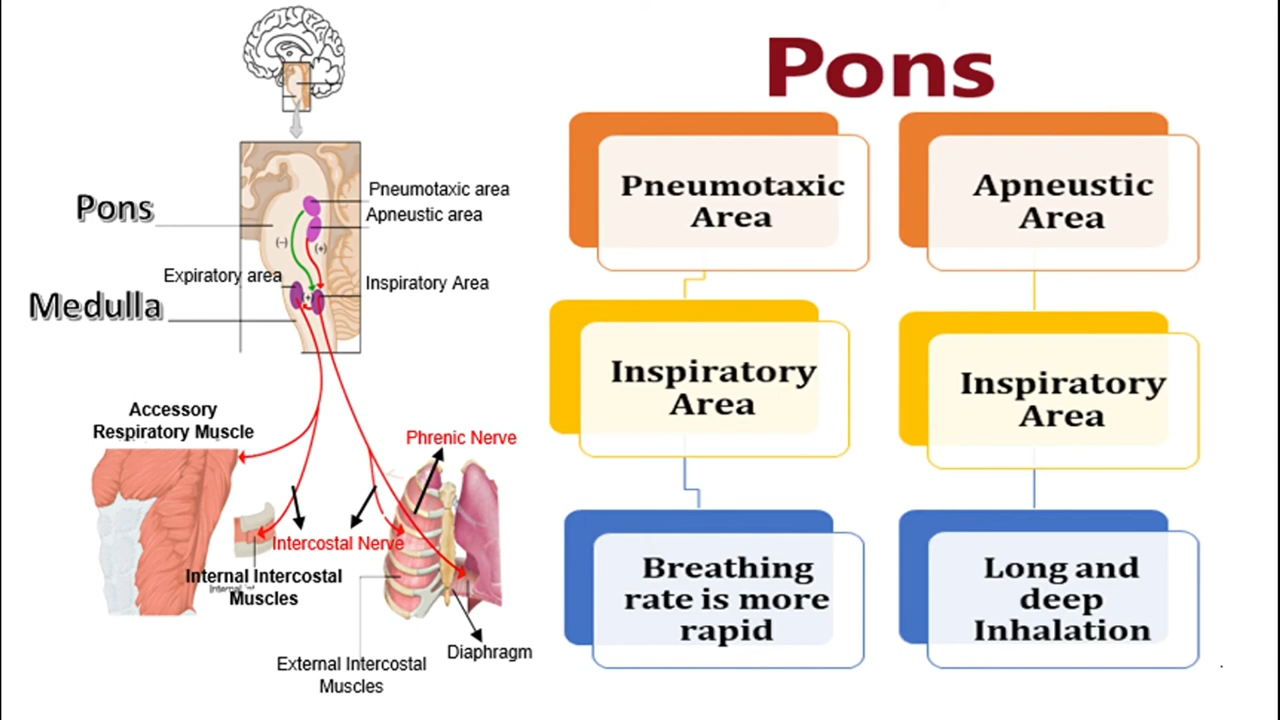 Pons
Pneumotaxic area
Apneustic area
Pons
(-)
(+)
Expiratory area
Inspiratory Area
(+)
Medulla
Accessory
Respiratory Muscle
Phrenic Nerve
Intercostal Nerve
Internal Intercostal
Muscles
Diaphragm
External Intercostal
Muscles
Pneumotaxic
Area
Inspiratory
Area
Breathing
rate is more
rapid
Apneustic
Area
Inspiratory
Area
Long and
deep
Inhalation